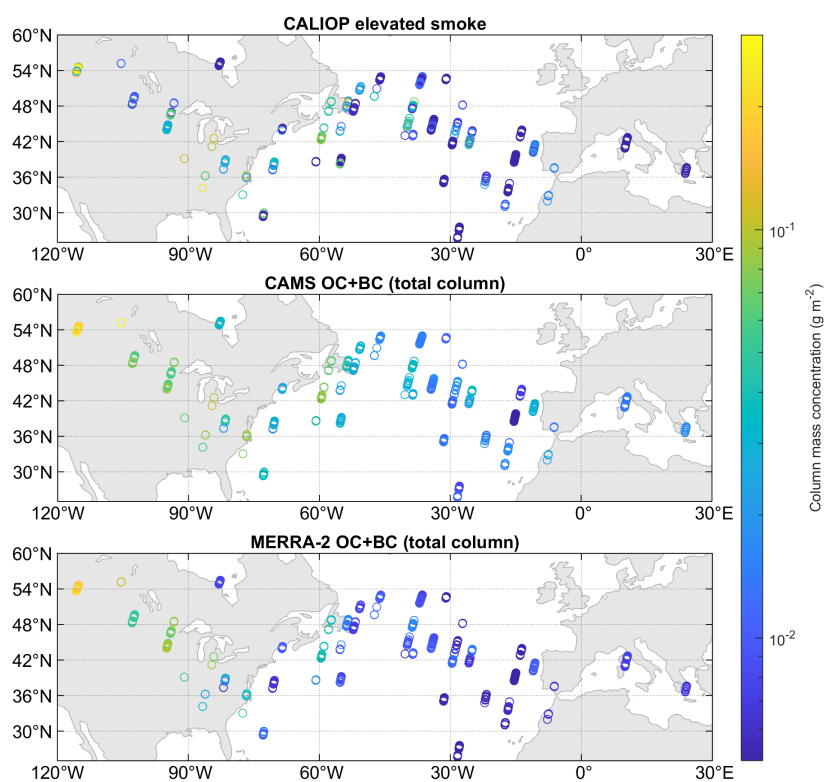 CALIOP elevated smoke
60°N
54°N
48°N
42°N
36°N
30°N
120°W 90°W 60°W 30°W 0° 30°E
CAMS OC+BC (total column)
60°N
54°N
48°N
42°N
36°N
30°N
120°W 90°W 60°W 30°W 0° 30°E
MERRA-2 OC+BC (total column)
60°N
54°N
48°N
42°N
36°N
30°N
120°W 90°W 60°W 30°W 0° 30°E
10⁻¹
10⁻²
Column mass concentration (g m⁻²)